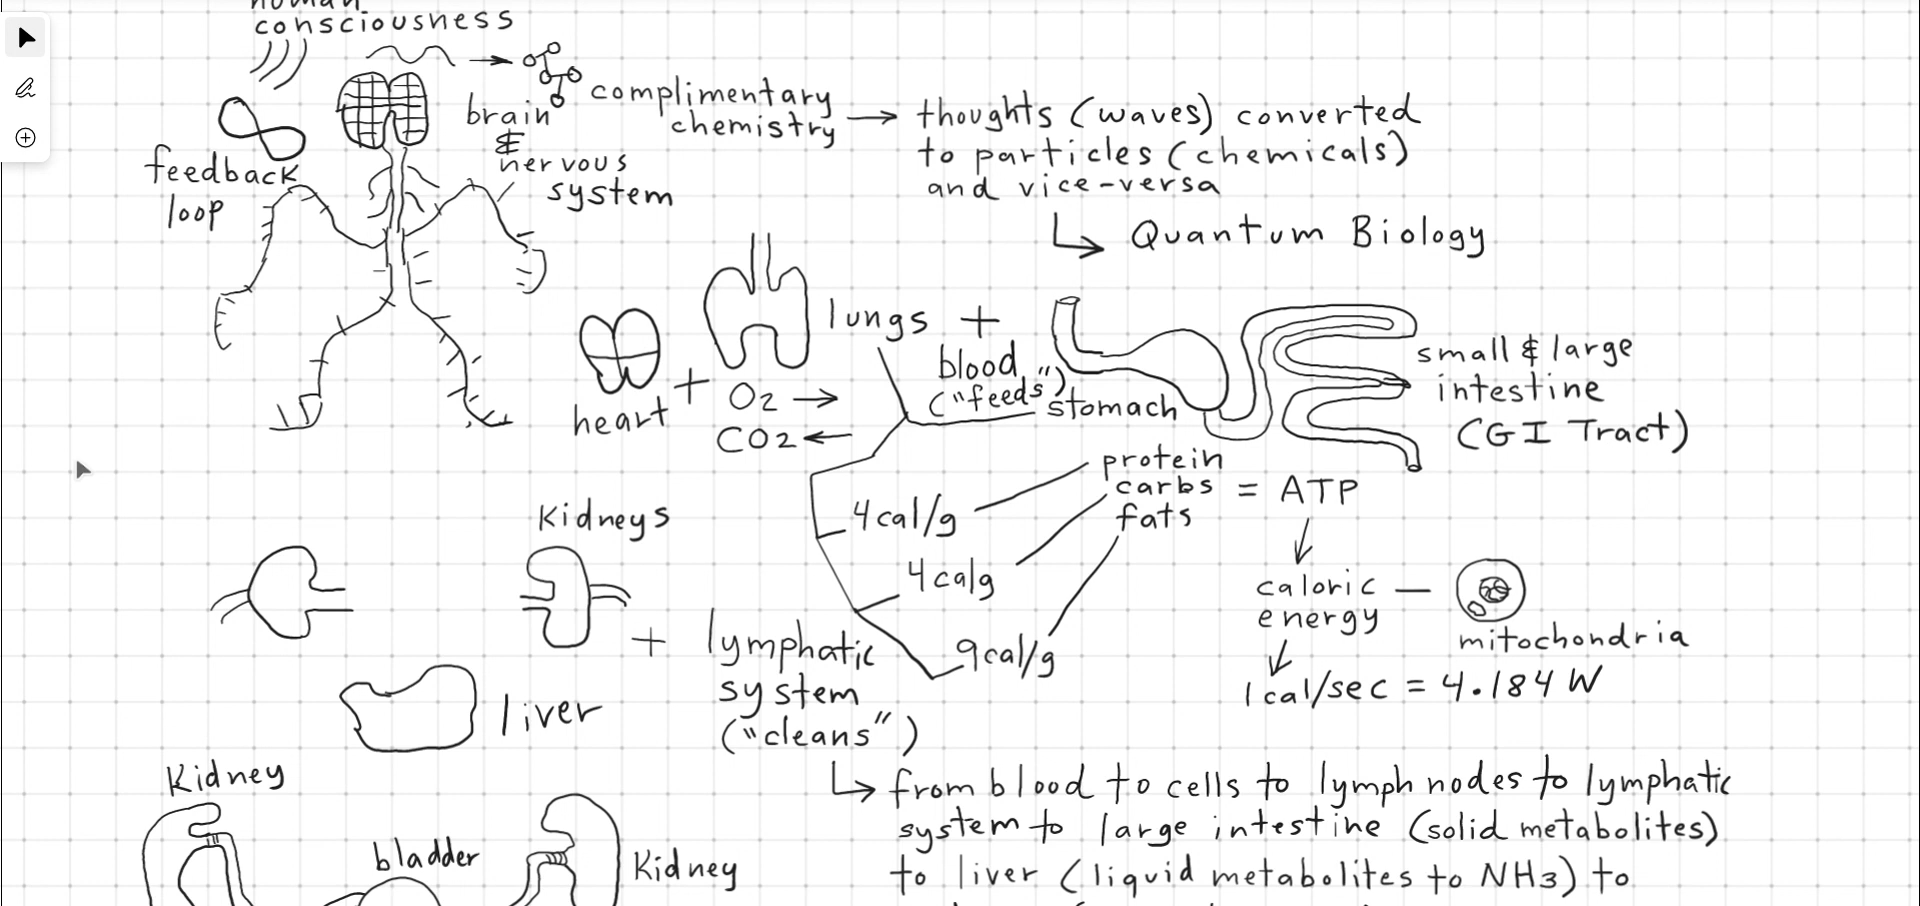 human
consciousness
feedback
loop
brain
&
nervous
system
complimentary
chemistry
thoughts (waves) converted
to particles (chemicals)
and vice-versa
Quantum Biology
heart
+
O2
CO2
lungs +
blood
("feeds")
stomach
small & large
intestine
(GI Tract)
protein
carbs = ATP
fats
4cal/g
4calg
9cal/g
caloric
energy
mitochondria
1cal/sec = 4.184 W
Kidneys
liver
+ lymphatic
system
("cleans")
from blood to cells to lymph nodes to lymphatic
system to large intestine (solid metabolites)
to liver (liquid metabolites to NH3) to
Kidney
bladder
Kidney